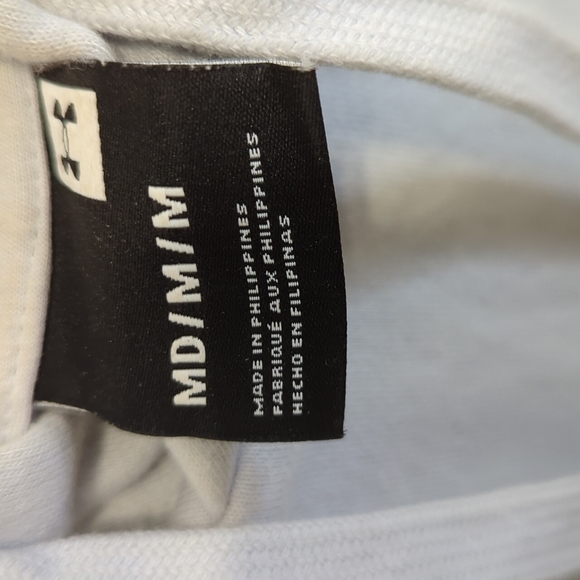 MD/M/M
MADE IN PHILIPPINES
FABRIQUÉ AUX PHILIPPINES
HECHO EN FILIPINAS